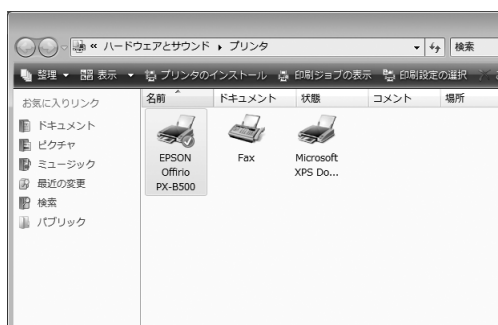 « ハードウェアとサウンド ▸ プリンタ 検索
整理 ▼ 表示 ▼ プリンタのインストール 印刷ジョブの表示 印刷設定の選択
お気に入りリンク
ドキュメント
ピクチャ
ミュージック
最近の変更
検索
パブリック
名前 ドキュメント 状態 コメント 場所
EPSON
Offirio
PX-B500
Fax
Microsoft
XPS Do...